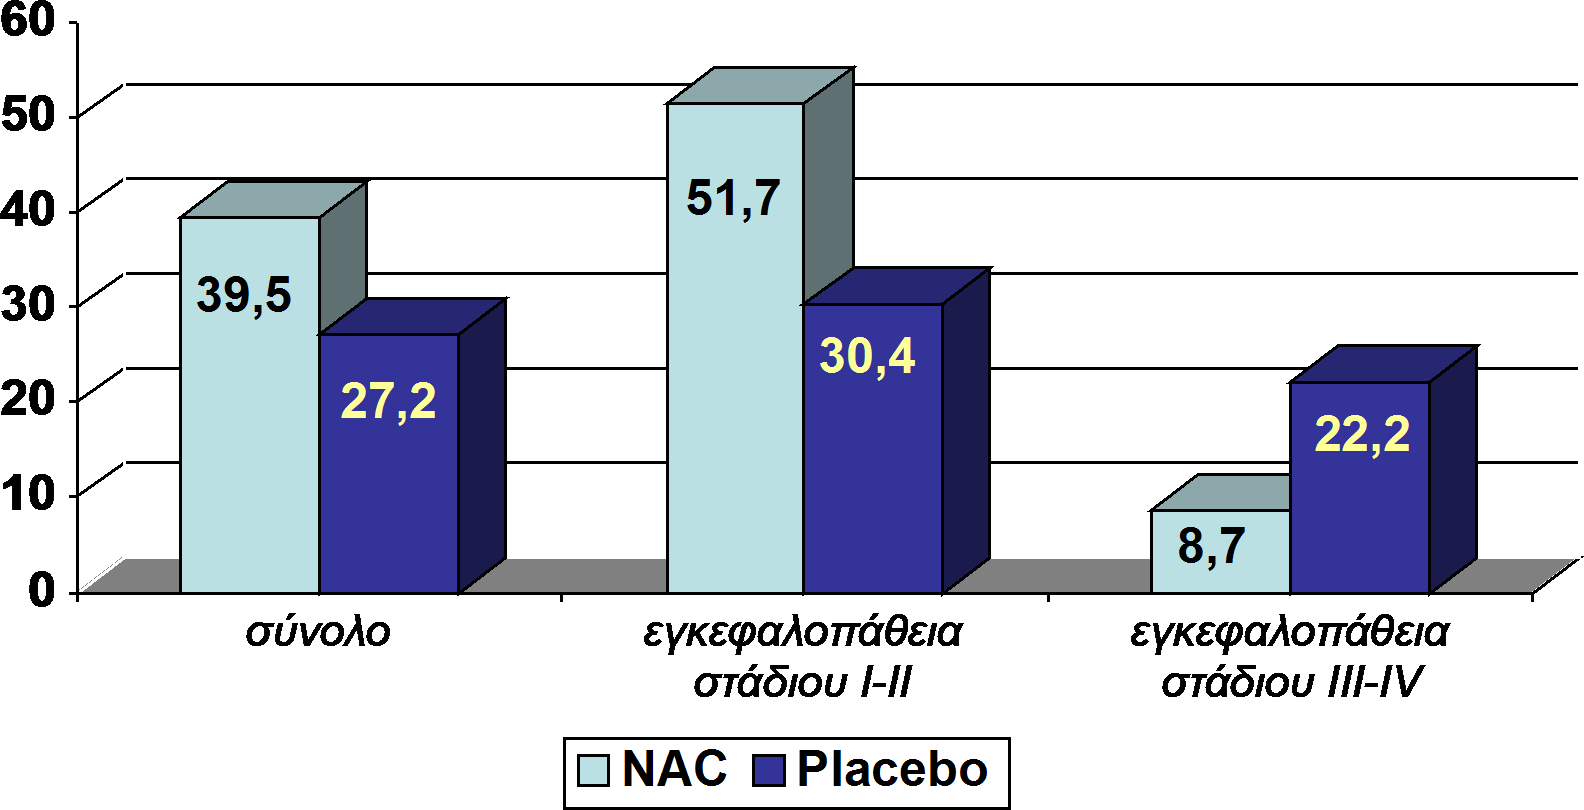 60
50
40
30
20
10
0
39,5
27,2
51,7
30,4
8,7
22,2
σύνολο
εγκεφαλοπάθεια
στάδιου I-II
εγκεφαλοπάθεια
στάδιου III-IV
NAC Placebo